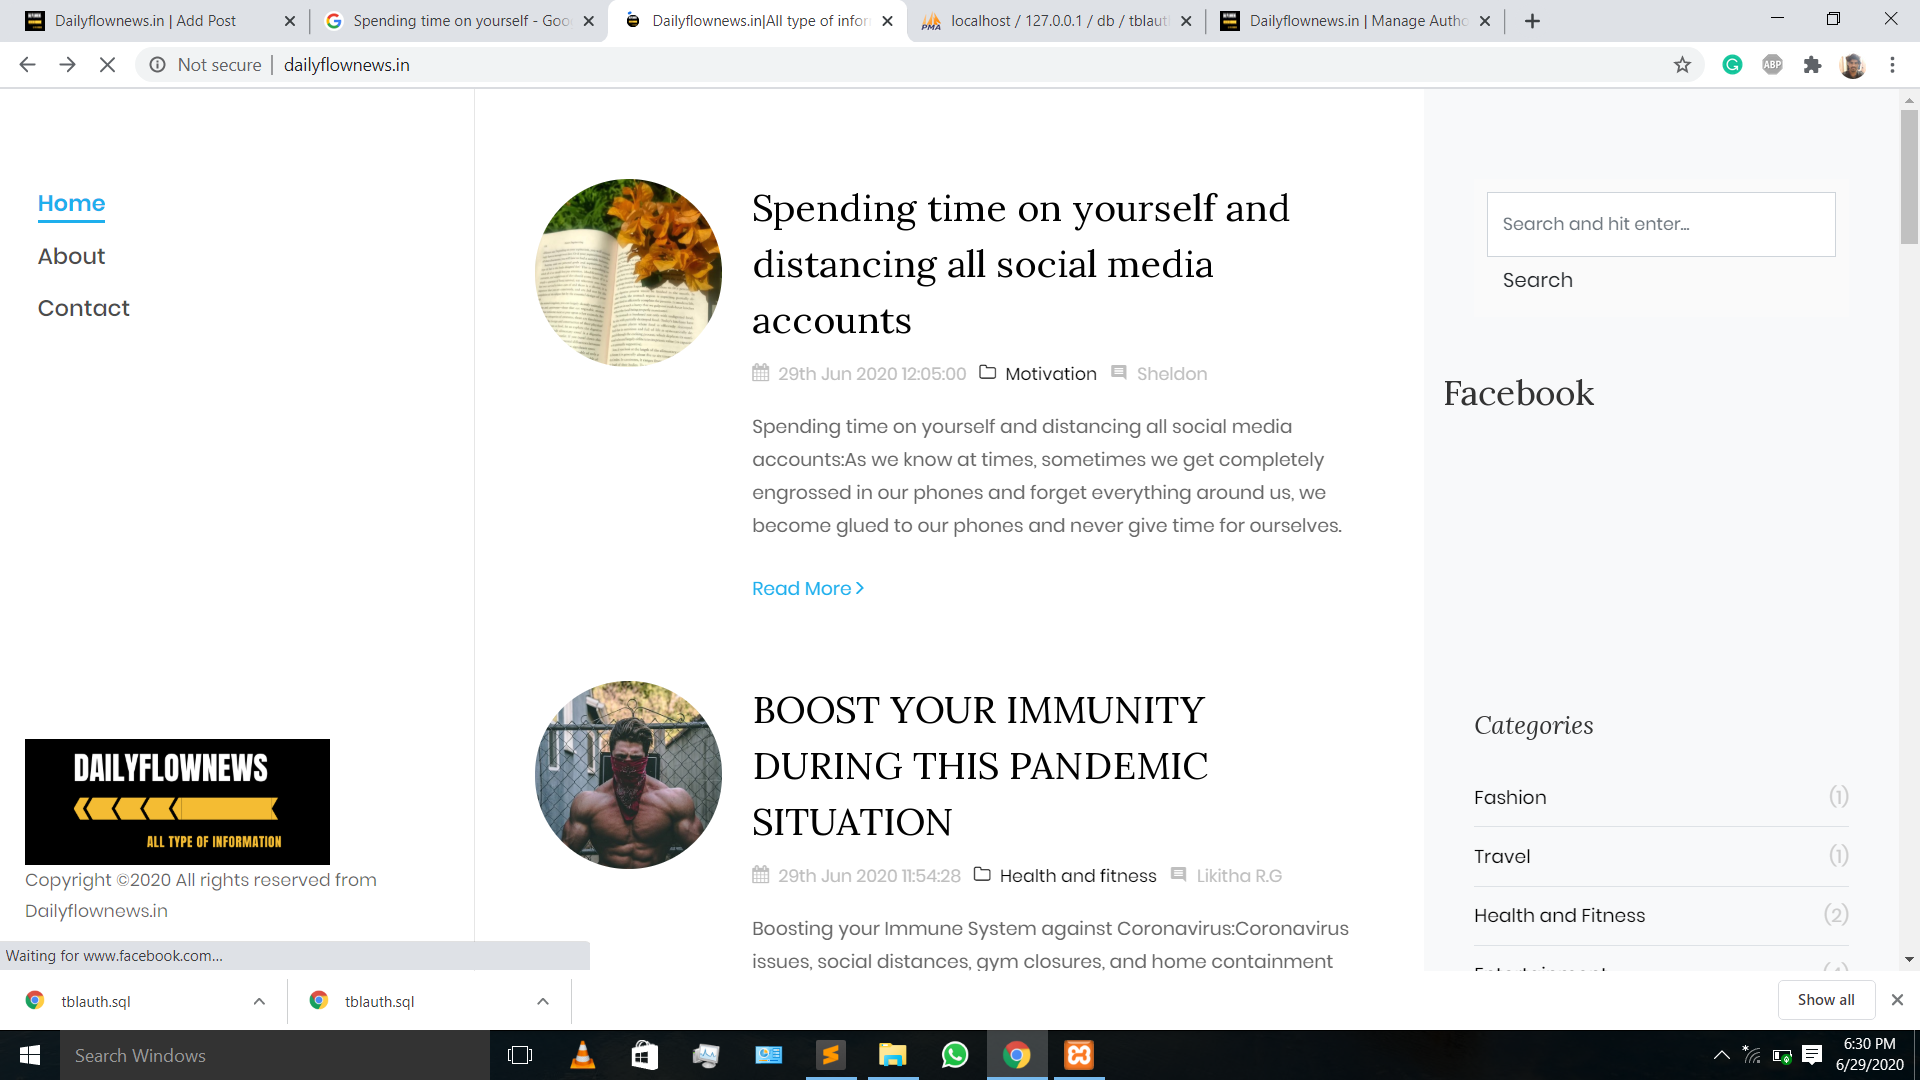 Dailyflownews.in | Add Post
Spending time on yourself - Goo
Dailyflownews.in|All type of infor
localhost / 127.0.0.1 / db / tblaut
Dailyflownews.in | Manage Autho
Not secure | dailyflownews.in
ABP
Home
About
Contact
Spending time on yourself and
distancing all social media
accounts
29th Jun 2020 12:05:00 Motivation Sheldon
Spending time on yourself and distancing all social media
accounts:As we know at times, sometimes we get completely
engrossed in our phones and forget everything around us, we
become glued to our phones and never give time for ourselves.
Read More
BOOST YOUR IMMUNITY
DURING THIS PANDEMIC
SITUATION
29th Jun 2020 11:54:28 Health and fitness Likitha R.G
Boosting your Immune System against Coronavirus:Coronavirus
issues, social distances, gym closures, and home containment
Search and hit enter...
Search
Facebook
Categories
Fashion (1)
Travel (1)
Health and Fitness (2)
Entertainment (4)
DAILYFLOWNEWS
ALL TYPE OF INFORMATION
Copyright ©2020 All rights reserved from
Dailyflownews.in
Waiting for www.facebook.com...
tblauth.sql
tblauth.sql
Show all
Search Windows
6:30 PM
6/29/2020